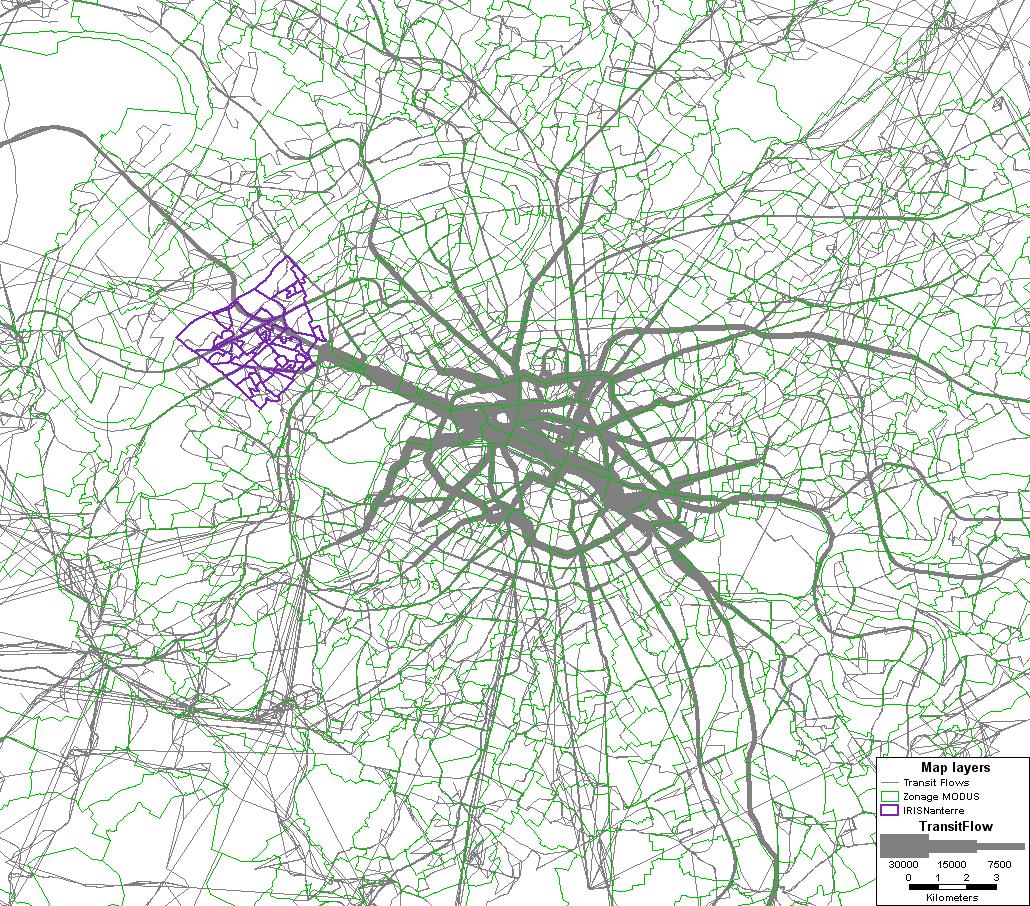 Map layers
Transit Flows
Zonage MODUS
IRISNanterre
TransitFlow
30000 15000 7500
0 1 2 3
Kilometers